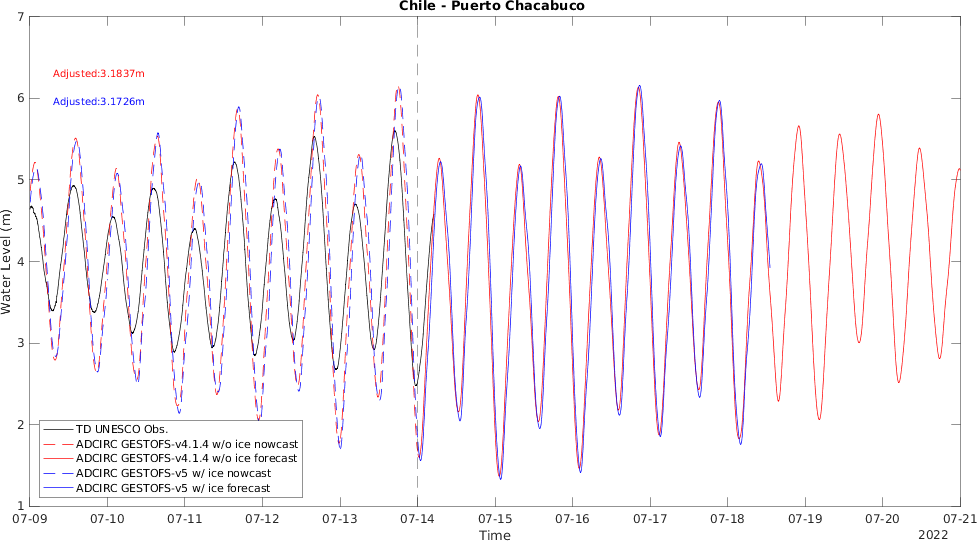 Chile - Puerto Chacabuco
7
6
5
4
3
2
1
Water Level (m)
Adjusted:3.1837m
Adjusted:3.1726m
TD UNESCO Obs.
ADCIRC GESTOFS-v4.1.4 w/o ice nowcast
ADCIRC GESTOFS-v4.1.4 w/o ice forecast
ADCIRC GESTOFS-v5 w/ ice nowcast
ADCIRC GESTOFS-v5 w/ ice forecast
07-09 07-10 07-11 07-12 07-13 07-14 07-15 07-16 07-17 07-18 07-19 07-20 07-21
Time
2022